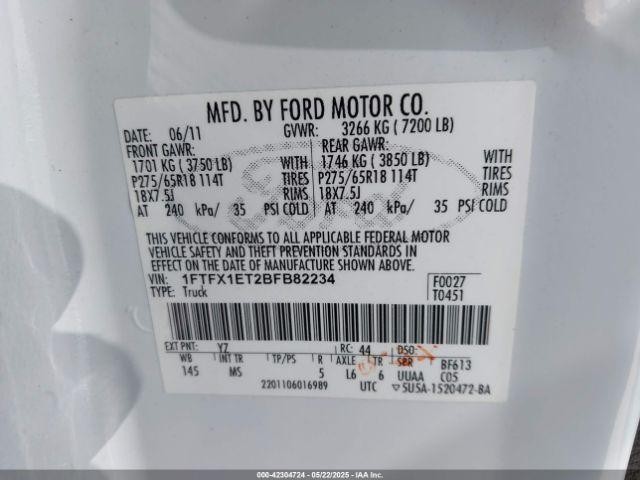 MFD. BY FORD MOTOR CO.
DATE: 06/11 GVWR: 3266 KG ( 7200 LB)
FRONT GAWR: REAR GAWR:
1701 KG ( 3750 LB) WITH 1746 KG ( 3850 LB) WITH
P275/65R18 114T TIRES P275/65R18 114T TIRES
18X7.5J RIMS 18X7.5J RIMS
AT 240 kPa/ 35 PSI COLD AT 240 kPa/ 35 PSI COLD
THIS VEHICLE CONFORMS TO ALL APPLICABLE FEDERAL MOTOR
VEHICLE SAFETY AND THEFT PREVENTION STANDARDS IN
EFFECT ON THE DATE OF MANUFACTURE SHOWN ABOVE.
VIN: 1FTFX1ET2BFB82234 F0027
TYPE: Truck T0451
EXT PNT: YZ RC: 44 DSO:
WB INT TR TP/PS R AXLE TR SPR BF613
145 MS 5 L6 6 UUAA C05
2201106016989 UTC SU5A-1520472-BA
000-42304724 - 05/22/2025 - IAA Inc.